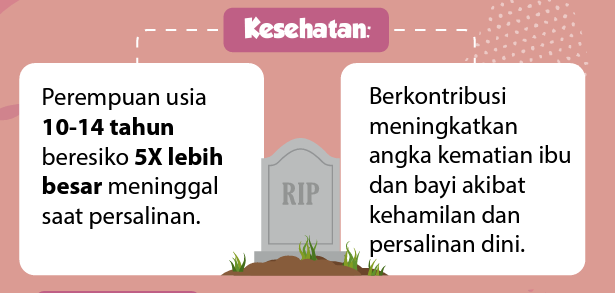 Kesehatan:
Perempuan usia
10-14 tahun
beresiko 5X lebih
besar meninggal
saat persalinan.
RIP
Berkontribusi
meningkatkan
angka kematian ibu
dan bayi akibat
kehamilan dan
persalinan dini.